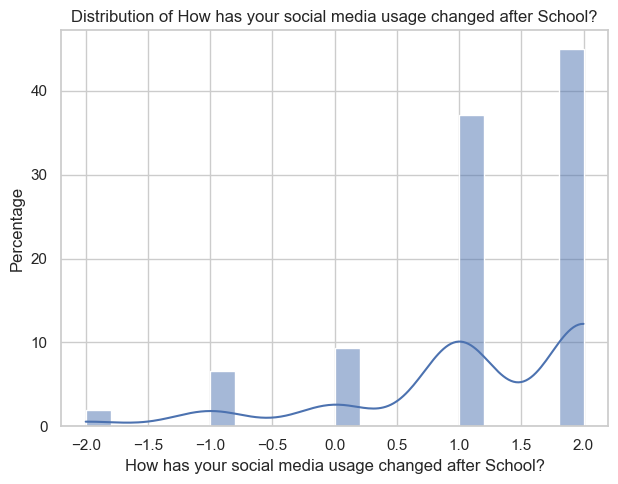 Distribution of How has your social media usage changed after School?
Percentage
40
30
20
10
0
−2.0 −1.5 −1.0 −0.5 0.0 0.5 1.0 1.5 2.0
How has your social media usage changed after School?